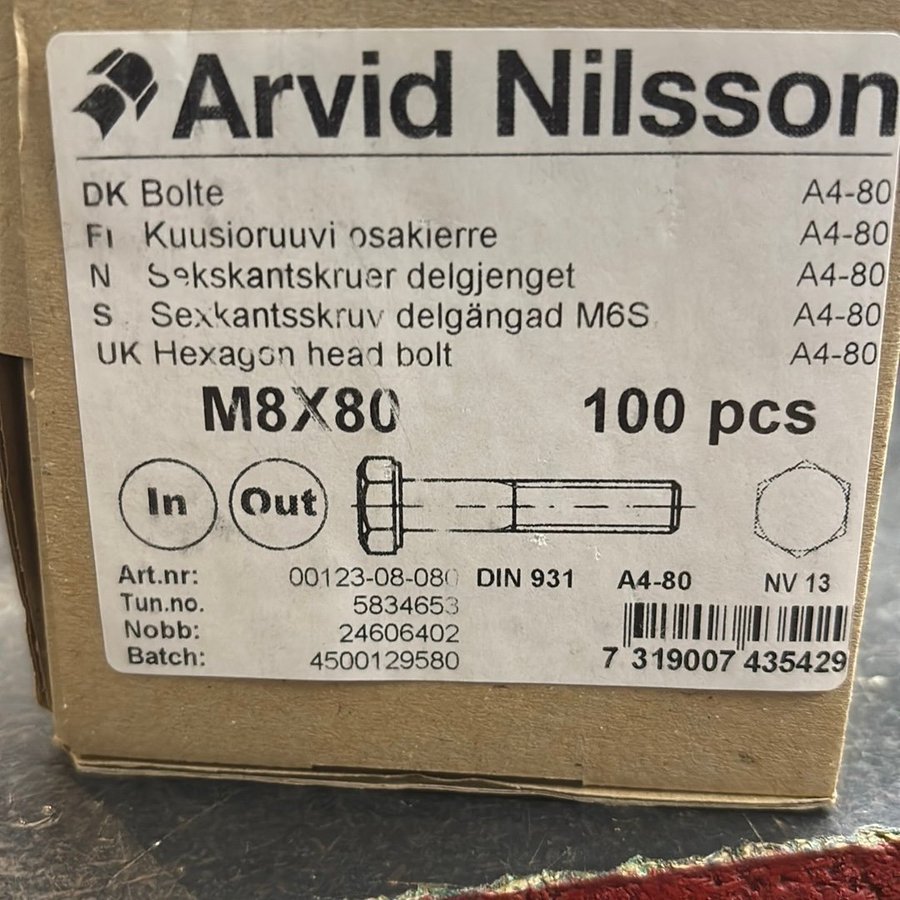 Arvid Nilsson
DK Bolte A4-80
FI Kuusioruuvi osakierre A4-80
N Sekskantskruer delgjenget A4-80
S Sexkantsskruv delgängad M6S A4-80
UK Hexagon head bolt A4-80
M8X80 100 pcs
In Out
Art.nr: 00123-08-080 DIN 931 A4-80 NV 13
Tun.no. 5834653
Nobb: 24606402
Batch: 4500129580
7 319007 435429